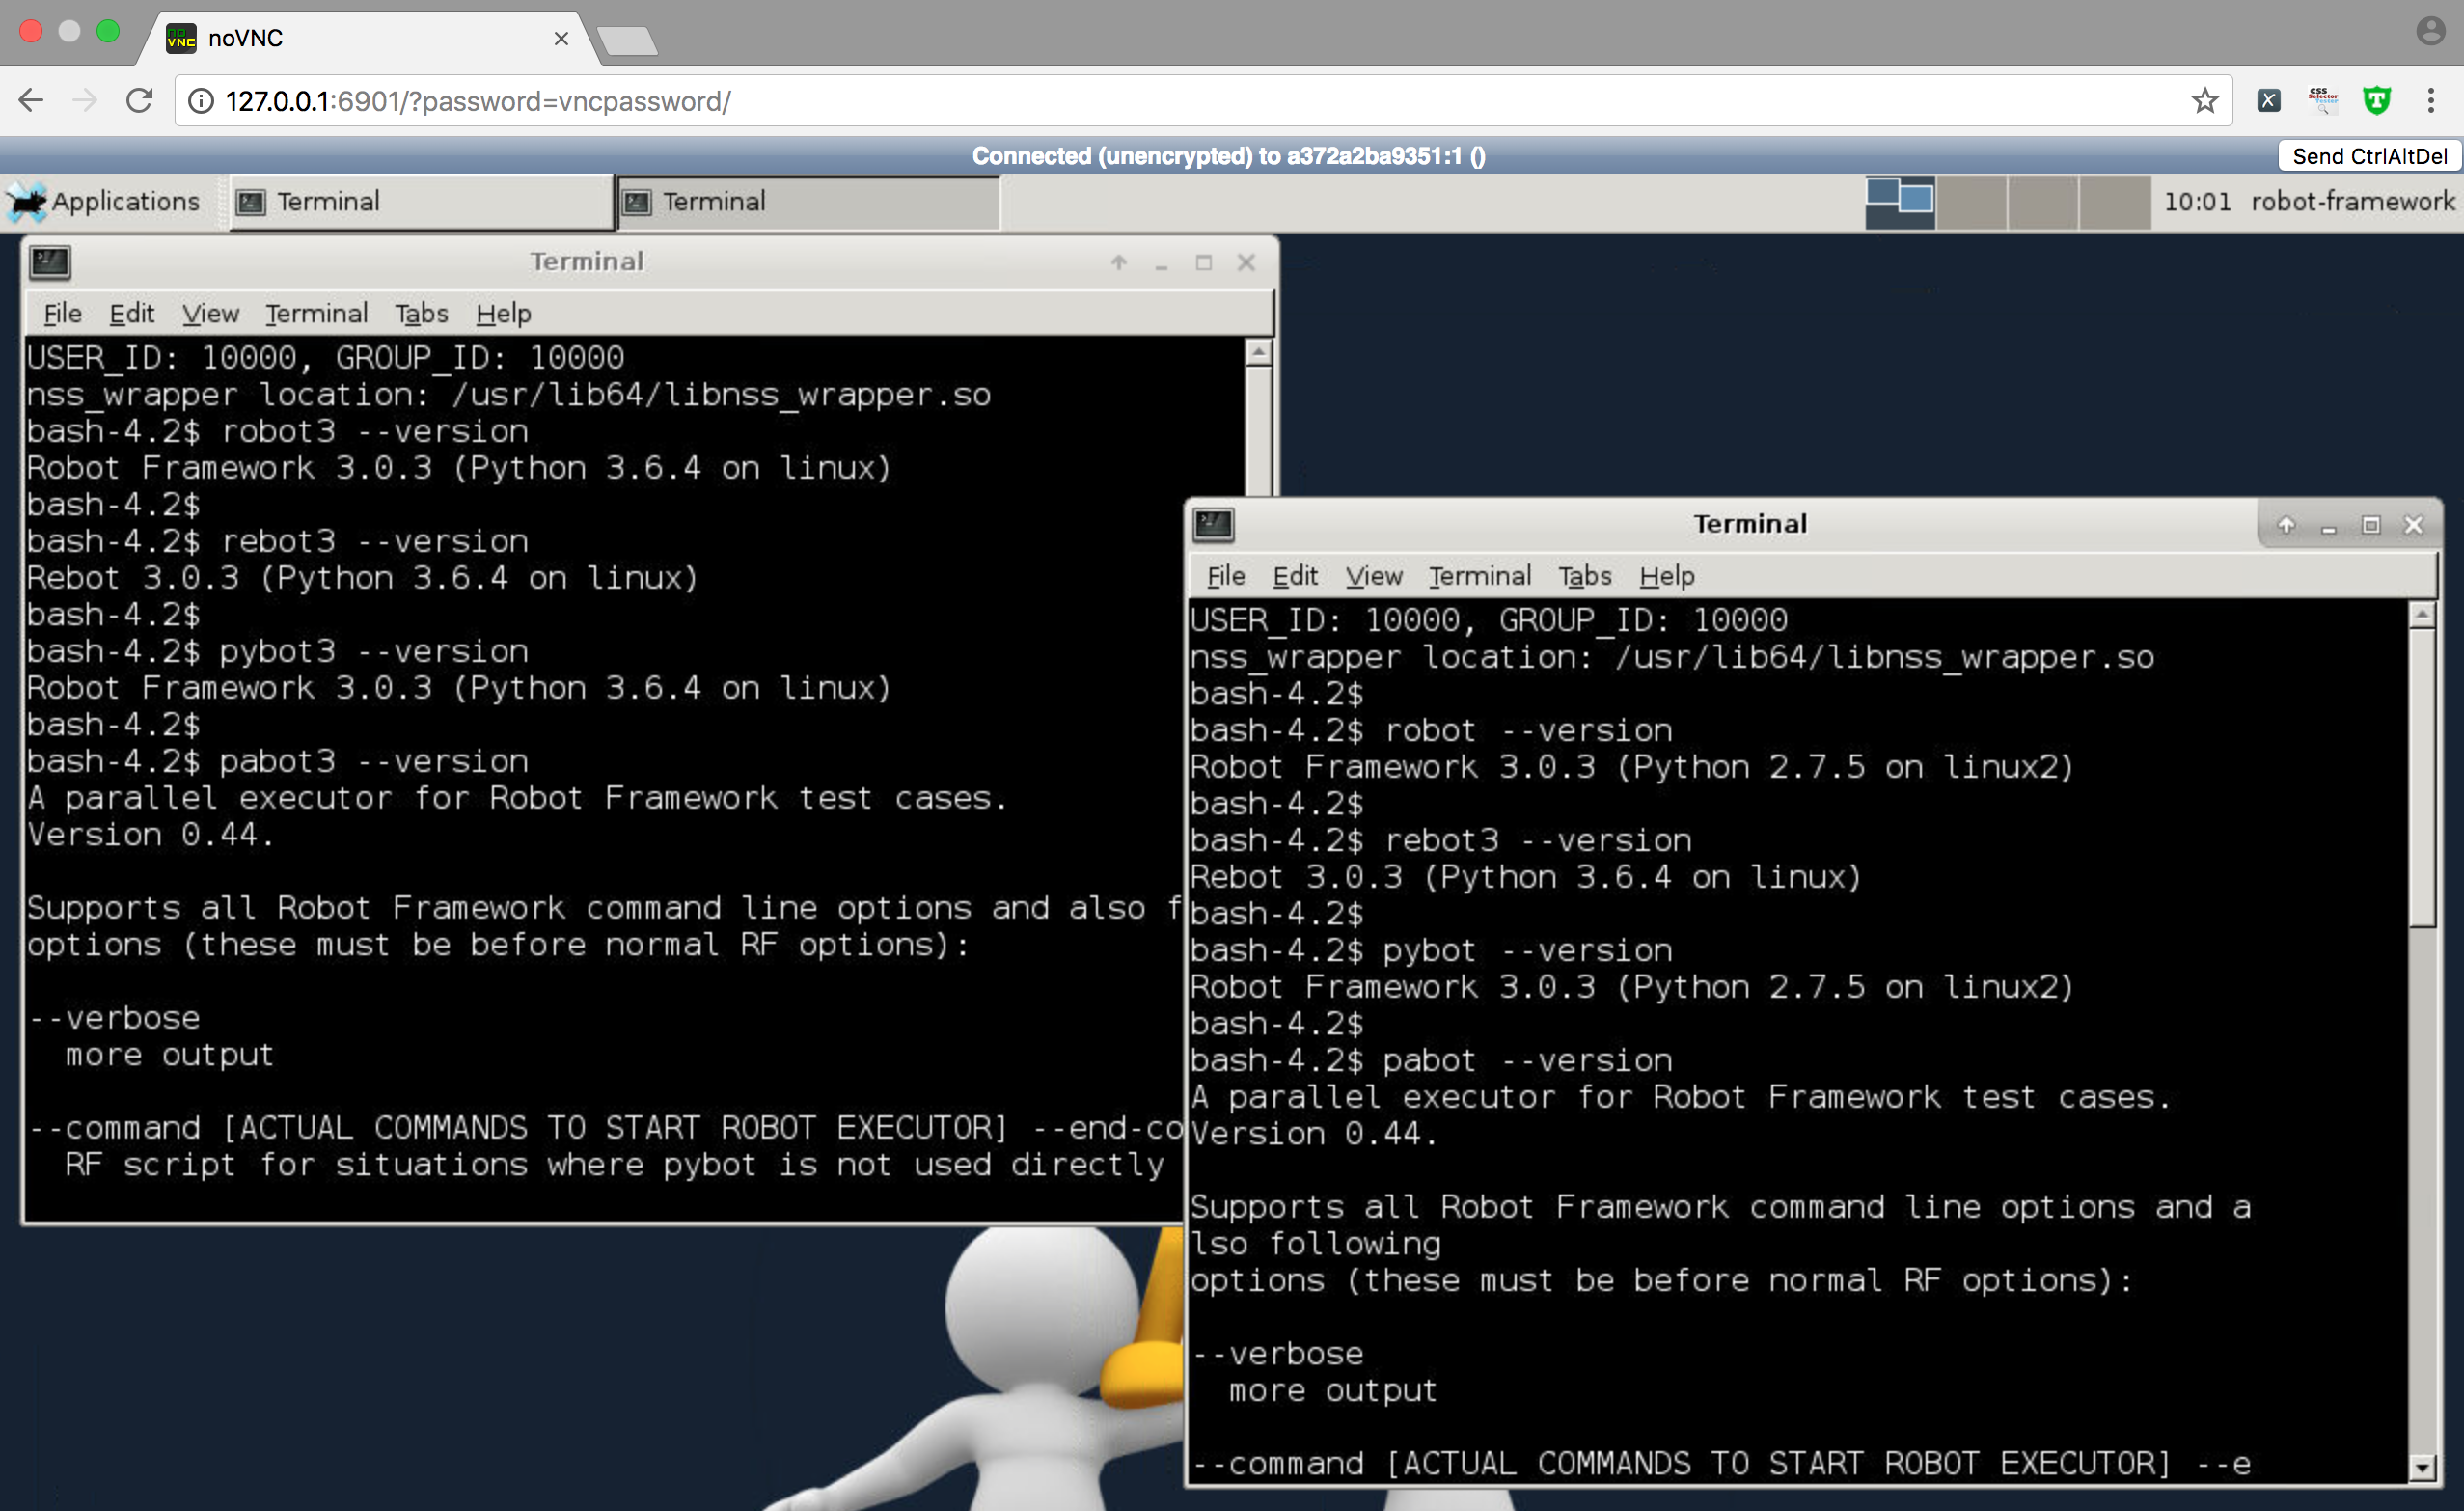 noVNC
127.0.0.1:6901/?password=vncpassword/
Connected (unencrypted) to a372a2ba9351:1 ()
Send CtrlAltDel
Applications
Terminal
Terminal
10:01 robot-framework
Terminal
File Edit View Terminal Tabs Help
USER_ID: 10000, GROUP_ID: 10000
nss_wrapper location: /usr/lib64/libnss_wrapper.so
bash-4.2$ robot3 --version
Robot Framework 3.0.3 (Python 3.6.4 on linux)
bash-4.2$
bash-4.2$ rebot3 --version
Rebot 3.0.3 (Python 3.6.4 on linux)
bash-4.2$
bash-4.2$ pybot3 --version
Robot Framework 3.0.3 (Python 3.6.4 on linux)
bash-4.2$
bash-4.2$ pabot3 --version
A parallel executor for Robot Framework test cases.
Version 0.44.
Supports all Robot Framework command line options and also f
options (these must be before normal RF options):
--verbose
more output
--command [ACTUAL COMMANDS TO START ROBOT EXECUTOR] --end-co
RF script for situations where pybot is not used directly
Terminal
File Edit View Terminal Tabs Help
USER_ID: 10000, GROUP_ID: 10000
nss_wrapper location: /usr/lib64/libnss_wrapper.so
bash-4.2$
bash-4.2$ robot --version
Robot Framework 3.0.3 (Python 2.7.5 on linux2)
bash-4.2$
bash-4.2$ rebot3 --version
Rebot 3.0.3 (Python 3.6.4 on linux)
bash-4.2$
bash-4.2$ pybot --version
Robot Framework 3.0.3 (Python 2.7.5 on linux2)
bash-4.2$
bash-4.2$ pabot --version
A parallel executor for Robot Framework test cases.
Version 0.44.
Supports all Robot Framework command line options and a
lso following
options (these must be before normal RF options):
--verbose
more output
--command [ACTUAL COMMANDS TO START ROBOT EXECUTOR] --e